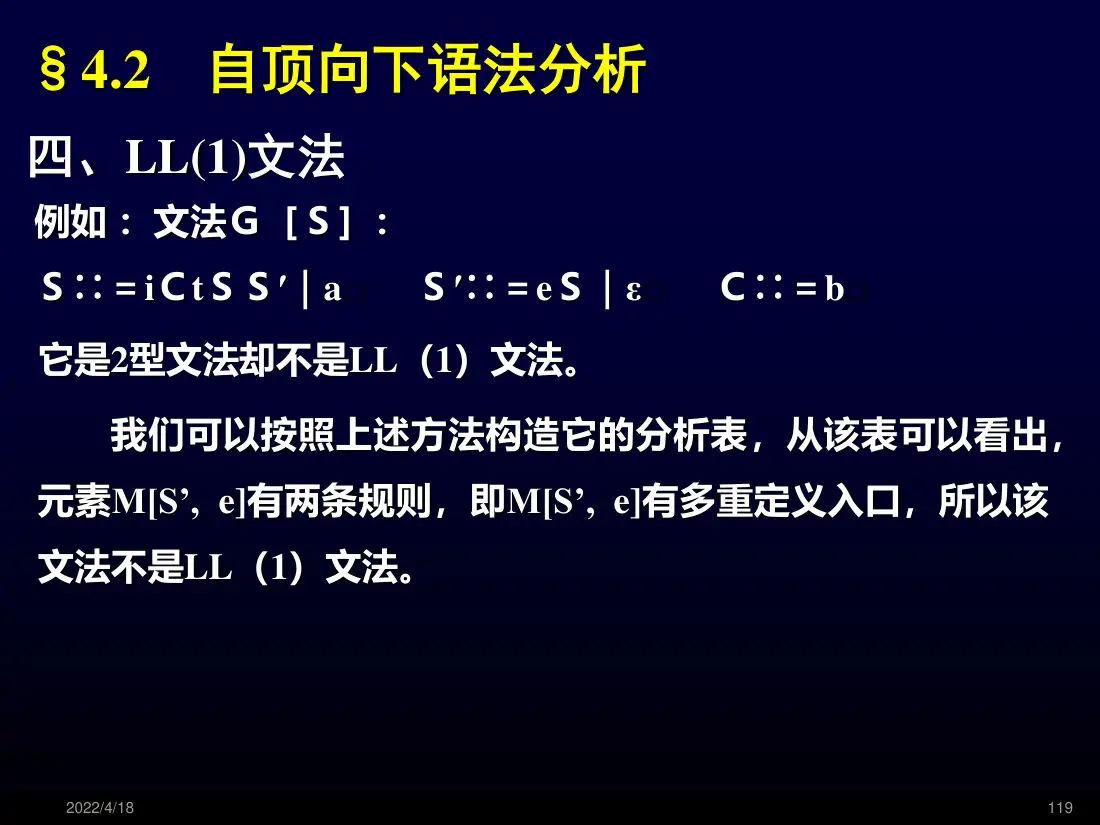 §4.2 自顶向下语法分析
四、LL(1)文法
例如：文法G［S］：
S∷=iCtSS′｜a S′∷=eS｜ε C∷=b
它是2型文法却不是LL（1）文法。
我们可以按照上述方法构造它的分析表，从该表可以看出，
元素M[S’, e]有两条规则，即M[S’, e]有多重定义入口，所以该
文法不是LL（1）文法。
2022/4/18 119